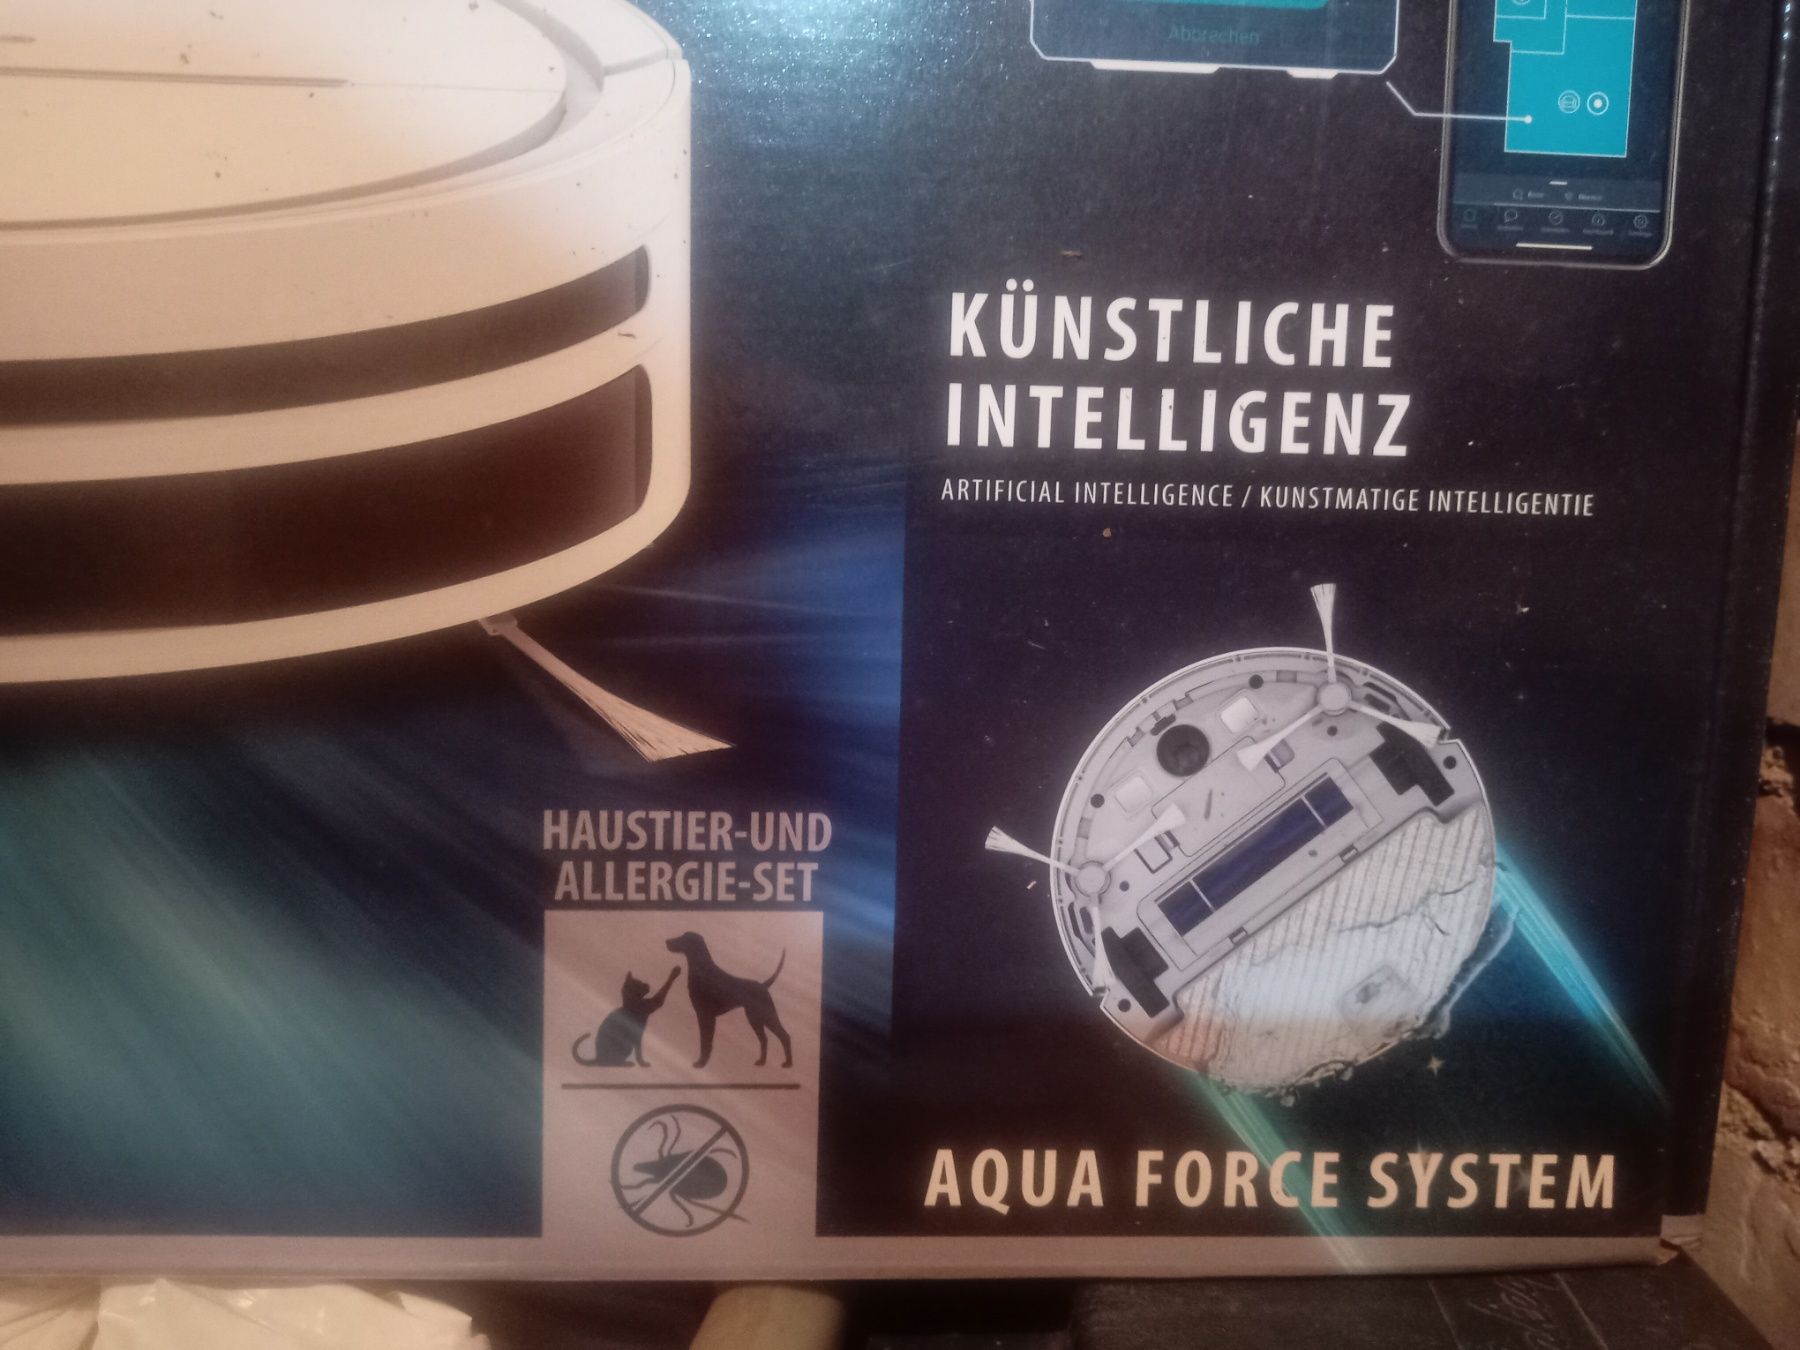 Abbrechen
KÜNSTLICHE
INTELLIGENZ
ARTIFICIAL INTELLIGENCE / KUNSTMATIGE INTELLIGENTIE
HAUSTIER-UND
ALLERGIE-SET
AQUA FORCE SYSTEM